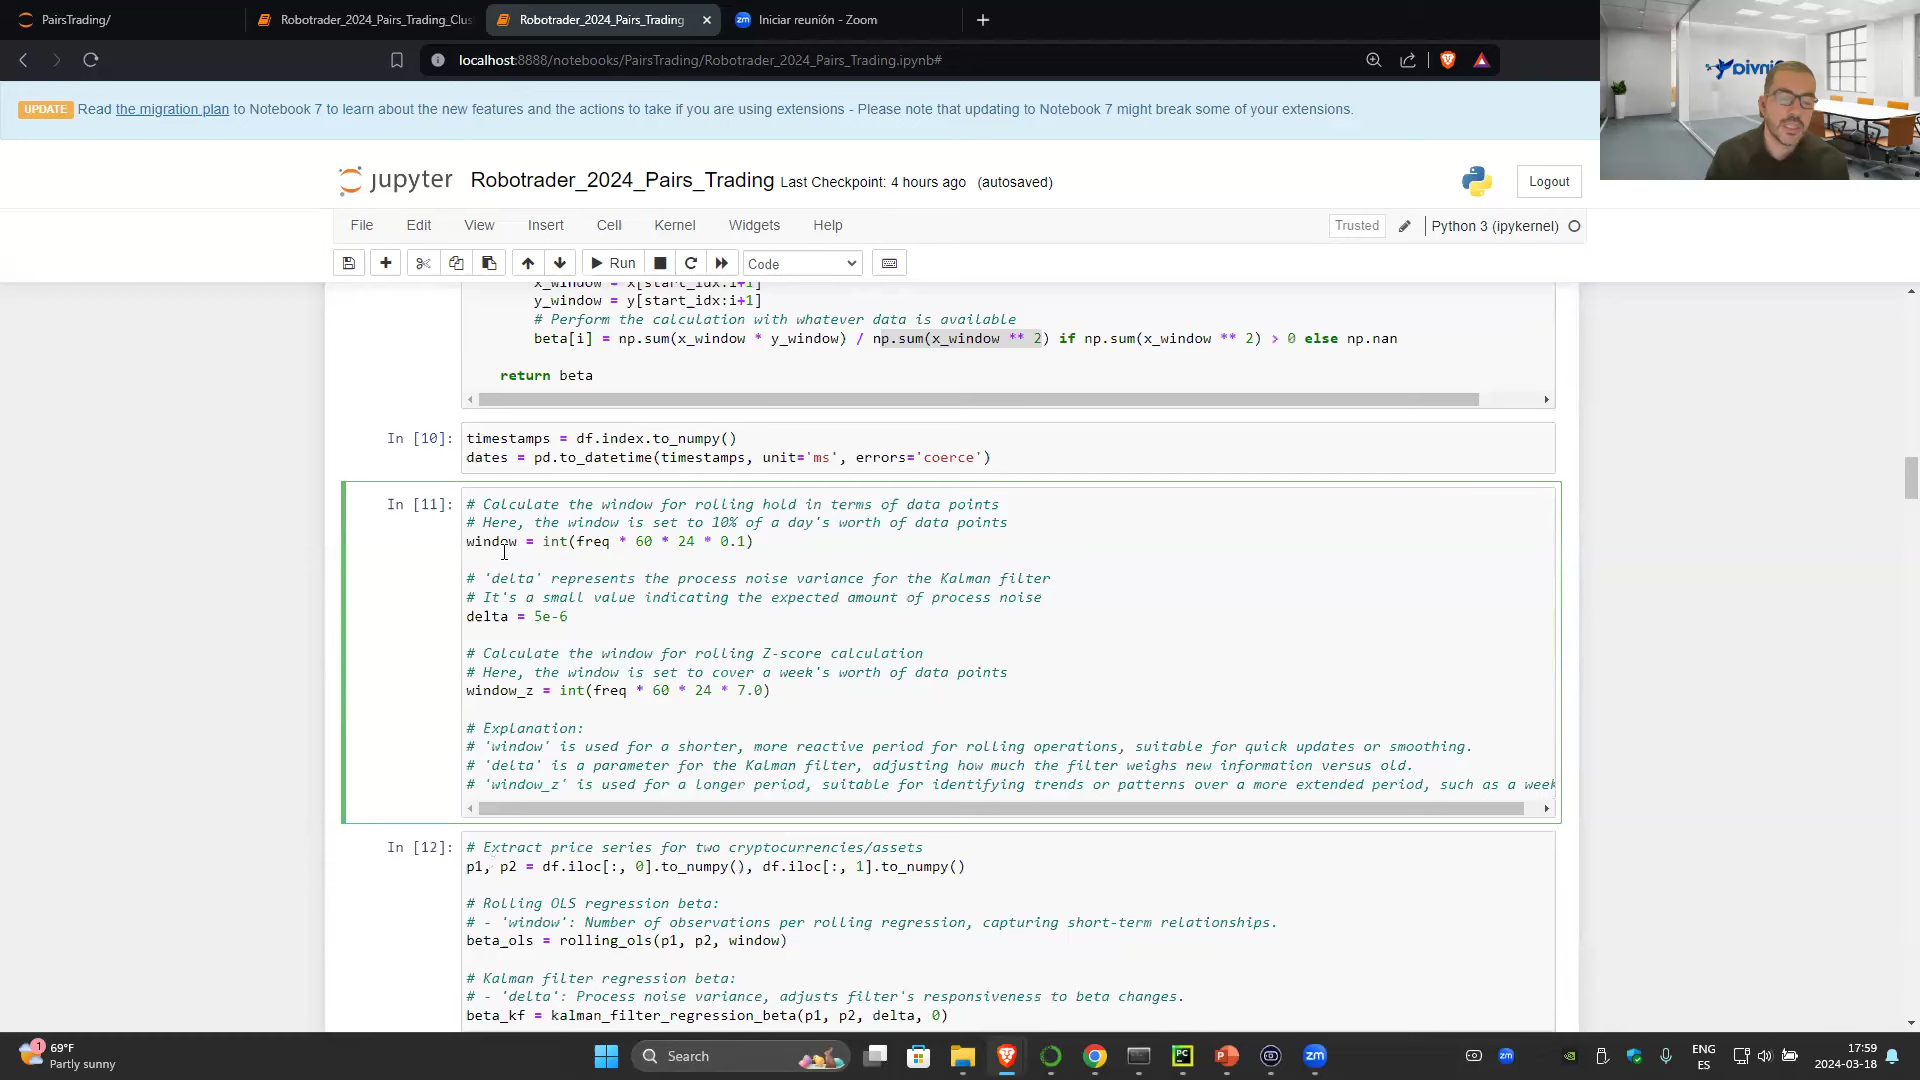 PairsTrading/
Robotrader_2024_Pairs_Trading_Clus
Robotrader_2024_Pairs_Trading
Iniciar reunión - Zoom
localhost:8888/notebooks/PairsTrading/Robotrader_2024_Pairs_Trading.ipynb#
UPDATE Read the migration plan to Notebook 7 to learn about the new features and the actions to take if you are using extensions - Please note that updating to Notebook 7 might break some of your extensions.
jupyter Robotrader_2024_Pairs_Trading Last Checkpoint: 4 hours ago (autosaved)
Logout
File Edit View Insert Cell Kernel Widgets Help
Trusted Python 3 (ipykernel)
Run Code
x_window = x[start_idx:i+1]
y_window = y[start_idx:i+1]
# Perform the calculation with whatever data is available
beta[i] = np.sum(x_window * y_window) / np.sum(x_window ** 2) if np.sum(x_window ** 2) > 0 else np.nan
return beta
In [10]: timestamps = df.index.to_numpy()
dates = pd.to_datetime(timestamps, unit='ms', errors='coerce')
In [11]: # Calculate the window for rolling hold in terms of data points
# Here, the window is set to 10% of a day's worth of data points
window = int(freq * 60 * 24 * 0.1)
# 'delta' represents the process noise variance for the Kalman filter
# It's a small value indicating the expected amount of process noise
delta = 5e-6
# Calculate the window for rolling Z-score calculation
# Here, the window is set to cover a week's worth of data points
window_z = int(freq * 60 * 24 * 7.0)
# Explanation:
# 'window' is used for a shorter, more reactive period for rolling operations, suitable for quick updates or smoothing.
# 'delta' is a parameter for the Kalman filter, adjusting how much the filter weighs new information versus old.
# 'window_z' is used for a longer period, suitable for identifying trends or patterns over a more extended period, such as a week
In [12]: # Extract price series for two cryptocurrencies/assets
p1, p2 = df.iloc[:, 0].to_numpy(), df.iloc[:, 1].to_numpy()
# Rolling OLS regression beta:
# - 'window': Number of observations per rolling regression, capturing short-term relationships.
beta_ols = rolling_ols(p1, p2, window)
# Kalman filter regression beta:
# - 'delta': Process noise variance, adjusts filter's responsiveness to beta changes.
beta_kf = kalman_filter_regression_beta(p1, p2, delta, 0)
1
69°F
Partly sunny
Search
PC
zm
ENG
ES
17:59
2024-03-18